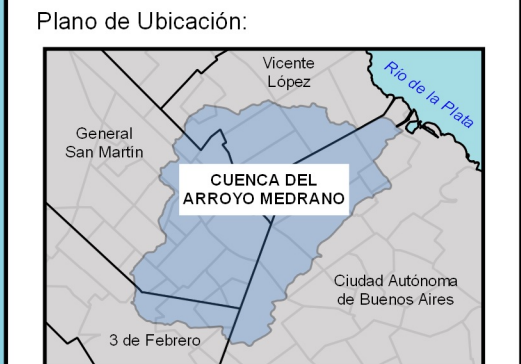 Plano de Ubicación:
Vicente
López
Río de la Plata
General
San Martin
CUENCA DEL
ARROYO MEDRANO
Ciudad Autónoma
de Buenos Aires
3 de Febrero